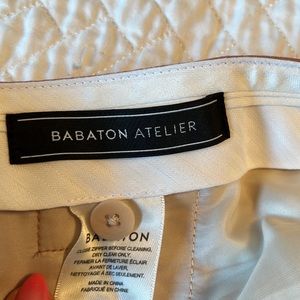 BABATON ATELIER
BABATON
CLOSE ZIPPER BEFORE CLEANING.
DRY CLEAN ONLY.
FERMER LA FERMETURE ÉCLAIR
AVANT DE LAVER.
NETTOYAGE À SEC SEULEMENT.
MADE IN CHINA
FABRIQUÉ EN CHINE